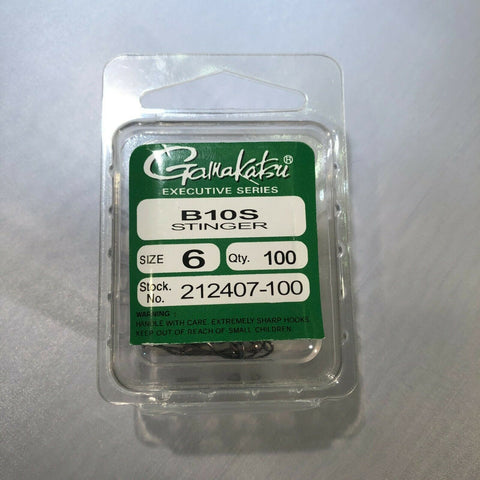 Gamakatsu®
EXECUTIVE SERIES
B10S
STINGER
SIZE 6 Qty. 100
Stock. No. 212407-100
WARNING :
HANDLE WITH CARE. EXTREMELY SHARP HOOKS.
KEEP OUT OF REACH OF SMALL CHILDREN.